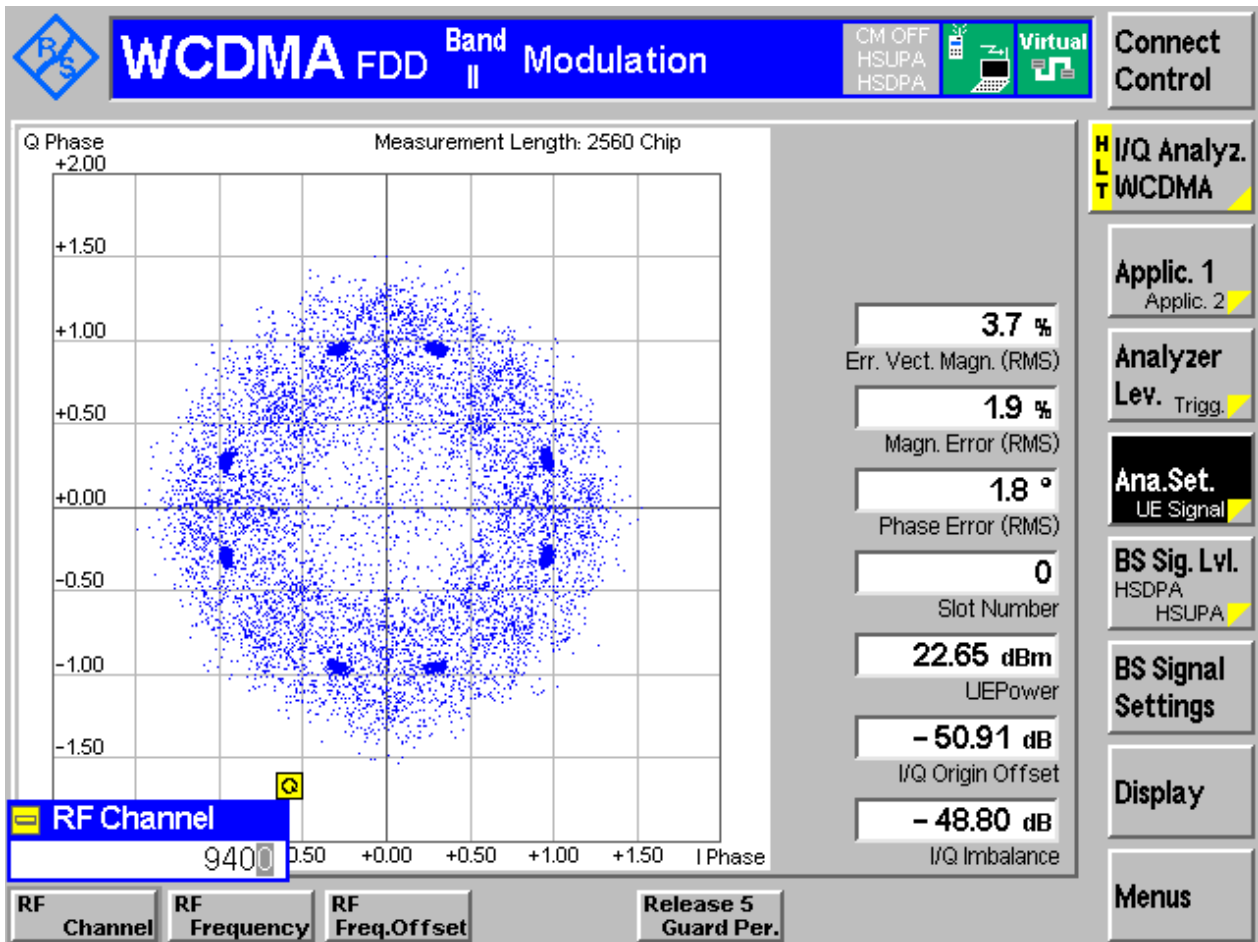 R&S
WCDMA FDD Band II Modulation
CM OFF
HSUPA
HSDPA
Virtual
Connect Control
Q Phase
Measurement Length: 2560 Chip
+2.00
+1.50
+1.00
+0.50
+0.00
-0.50
-1.00
-1.50
0.50 +0.00 +0.50 +1.00 +1.50 I Phase
Q
RF Channel
9400
3.7 %
Err. Vect. Magn. (RMS)
1.9 %
Magn. Error (RMS)
1.8 °
Phase Error (RMS)
0
Slot Number
22.65 dBm
UEPower
-50.91 dB
I/Q Origin Offset
-48.80 dB
I/Q Imbalance
HLT
I/Q Analyz.
WCDMA
Applic. 1
Applic. 2
Analyzer
Lev. Trigg.
Ana.Set.
UE Signal
BS Sig. Lvl.
HSDPA
HSUPA
BS Signal
Settings
Display
Menus
RF
Channel
RF
Frequency
RF
Freq.Offset
Release 5
Guard Per.